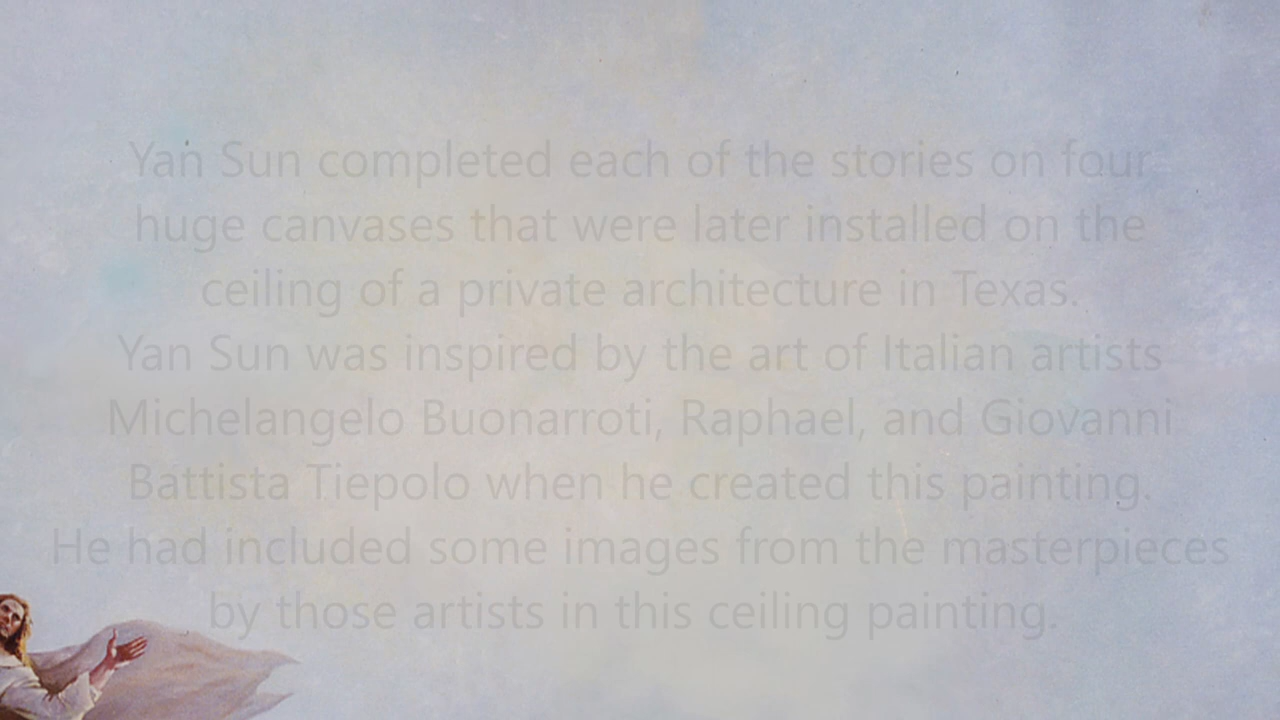 Yan Sun completed each of the stories on four
huge canvases that were later installed on the
ceiling of a private architecture in Texas.
Yan Sun was inspired by the art of Italian artists
Michelangelo Buonarroti, Raphael, and Giovanni
Battista Tiepolo when he created this painting.
He had included some images from the masterpieces
by those artists in this ceiling painting.